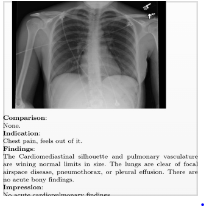 Comparison:
None.
Indication:
Chest pain, feels out of it.
Findings:
The Cardiomediastinal silhouette and pulmonary vasculature
are wining normal limits in size. The lungs are clear of focal
airspace disease, pneumothorax, or pleural effusion. There are
no acute bony findings.
Impression:
No acute cardiopulmonary findings